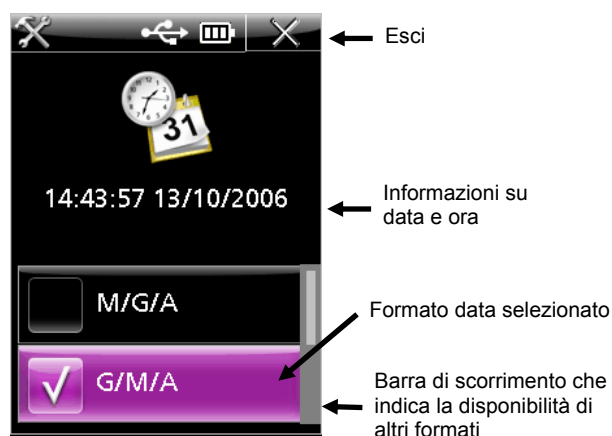 Esci
31
14:43:57 13/10/2006
Informazioni su
data e ora
M/G/A
Formato data selezionato
G/M/A
Barra di scorrimento che
indica la disponibilità di
altri formati